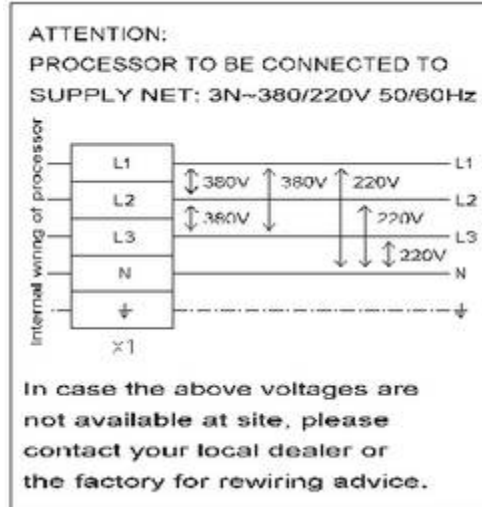 ATTENTION:
PROCESSOR TO BE CONNECTED TO
SUPPLY NET: 3N~380/220V 50/60Hz
Internal wiring of processor
L1
380V 380V 220V
L1
L2
380V
220V
L2
L3
220V
L3
N
N
X1
In case the above voltages are
not available at site, please
contact your local dealer or
the factory for rewiring advice.